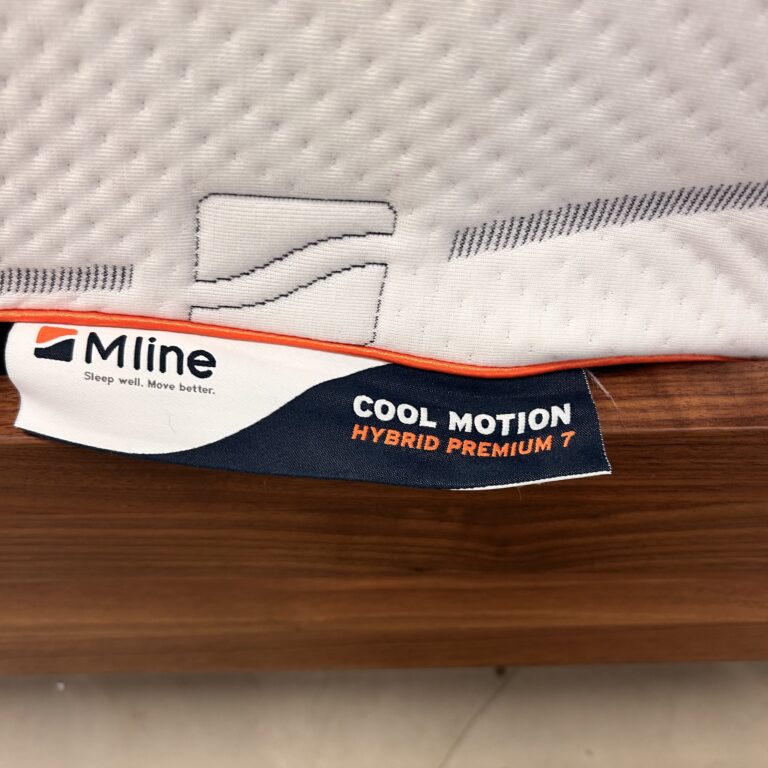 Mline
Sleep well. Move better.
COOL MOTION
HYBRID PREMIUM 7